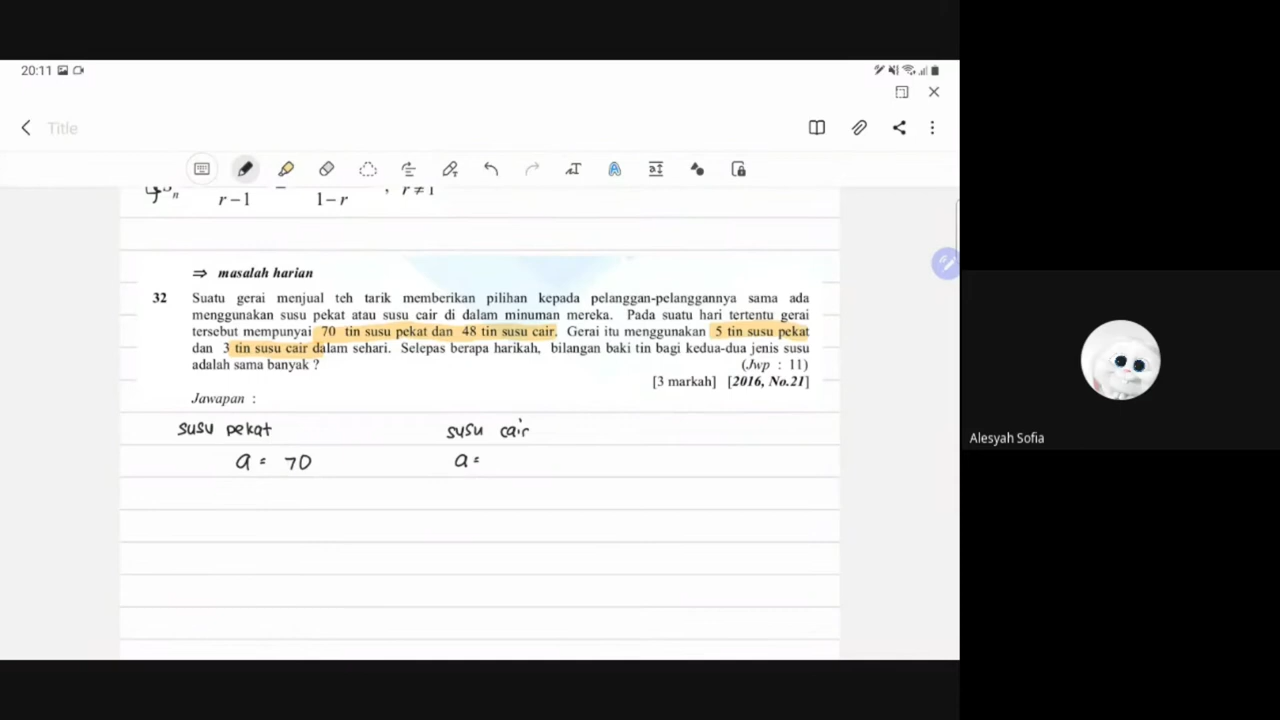 20:11
Title
n r – 1 = 1 – r , r ≠ 1
⇒ masalah harian
32 Suatu gerai menjual teh tarik memberikan pilihan kepada pelanggan-pelanggannya sama ada
menggunakan susu pekat atau susu cair di dalam minuman mereka. Pada suatu hari tertentu gerai
tersebut mempunyai 70 tin susu pekat dan 48 tin susu cair. Gerai itu menggunakan 5 tin susu pekat
dan 3 tin susu cair dalam sehari. Selepas berapa harikah, bilangan baki tin bagi kedua-dua jenis susu
adalah sama banyak ? (Jwp : 11)
[3 markah] [2016, No.21]
Jawapan :
susu pekat susu cair
a = 70 a =
Alesyah Sofia